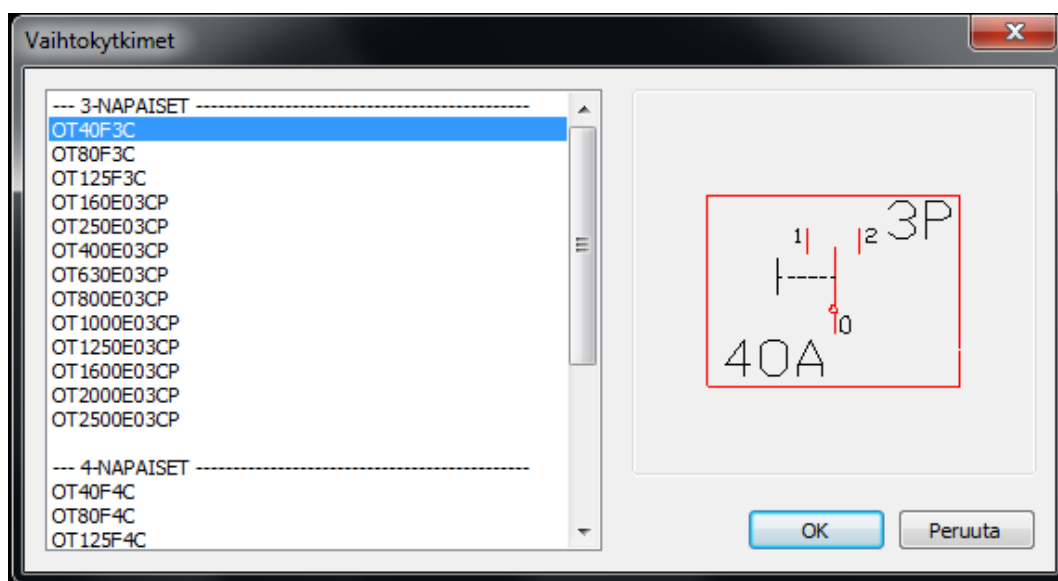 Vaihtokytkimet
--- 3-NAPAISET ---------------------------------------------
OT40F3C
OT80F3C
OT125F3C
OT160E03CP
OT250E03CP
OT400E03CP
OT630E03CP
OT800E03CP
OT1000E03CP
OT1250E03CP
OT1600E03CP
OT2000E03CP
OT2500E03CP
--- 4-NAPAISET ---------------------------------------------
OT40F4C
OT80F4C
OT125F4C
3P
1 2
0
40A
OK Peruuta